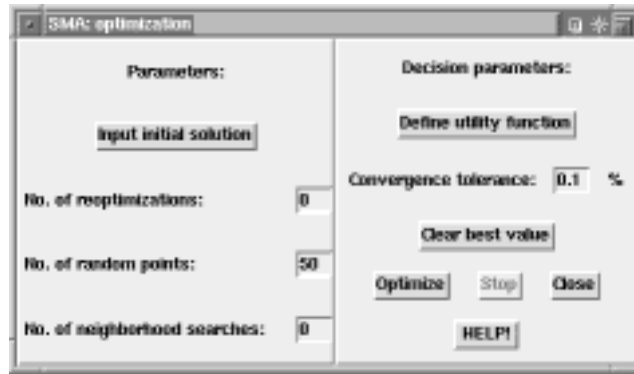 SMA: optimization
Parameters:
Input initial solution
No. of reoptimizations: 0
No. of random points: 50
No. of neighborhood searches: 0
Decision parameters:
Define utility function
Convergence tolerance: 0.1 %
Clear best value
Optimize Stop Close
HELP!